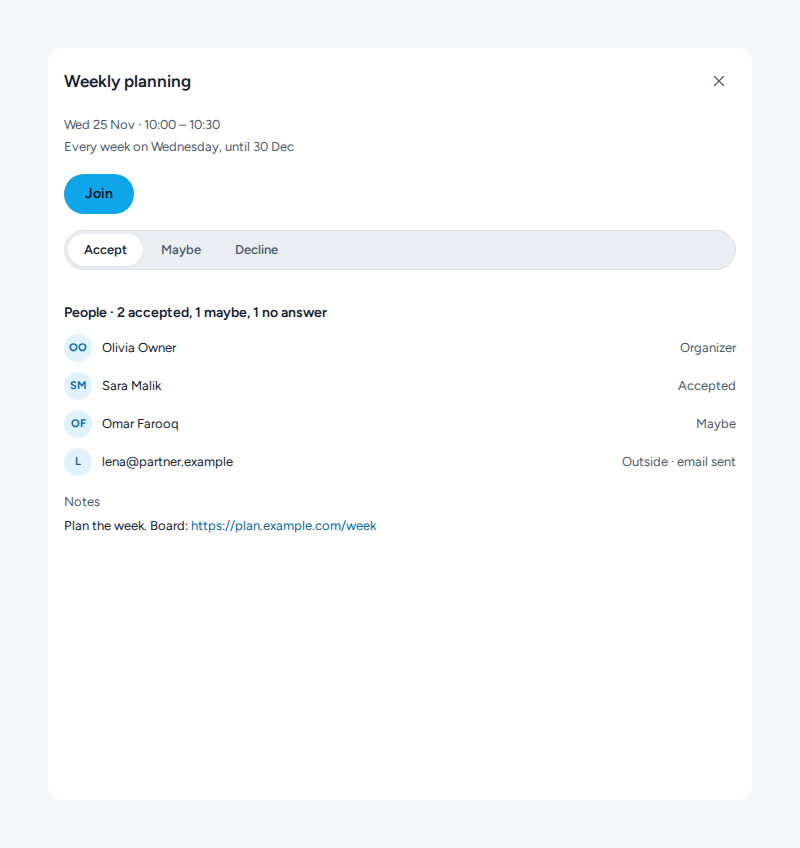 Weekly planning
Wed 25 Nov · 10:00 – 10:30
Every week on Wednesday, until 30 Dec
Join
Accept Maybe Decline
People · 2 accepted, 1 maybe, 1 no answer
OO Olivia Owner Organizer
SM Sara Malik Accepted
OF Omar Farooq Maybe
L lena@partner.example Outside · email sent
Notes
Plan the week. Board: https://plan.example.com/week